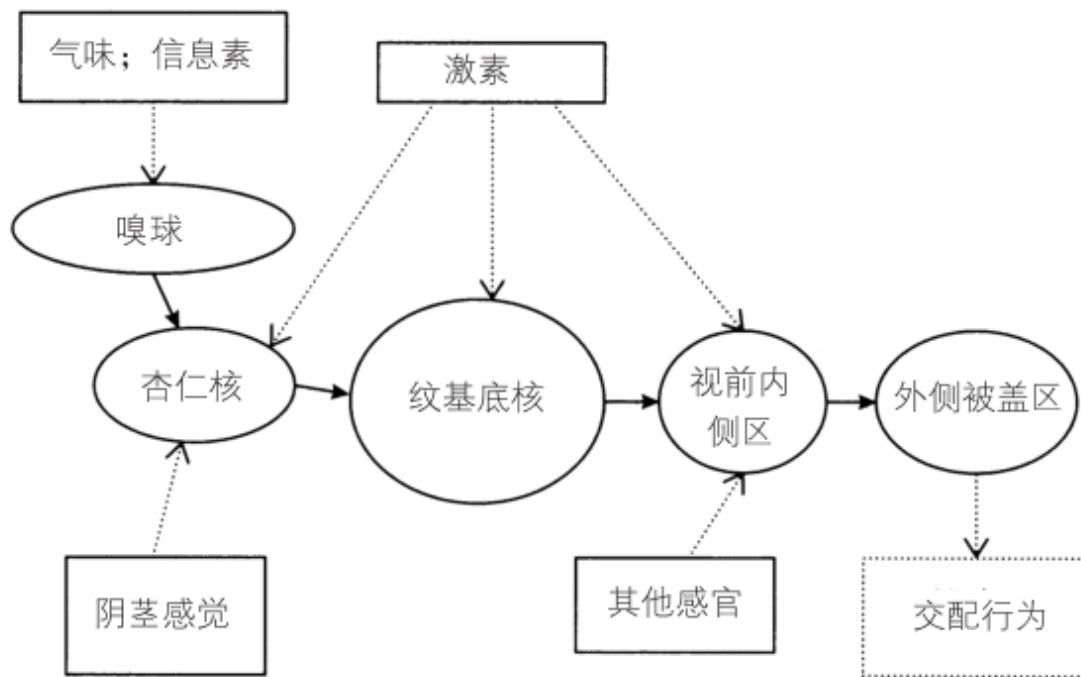 气味；信息素
激素
嗅球
杏仁核
纹基底核
视前内
侧区
外侧被盖区
阴茎感觉
其他感官
交配行为